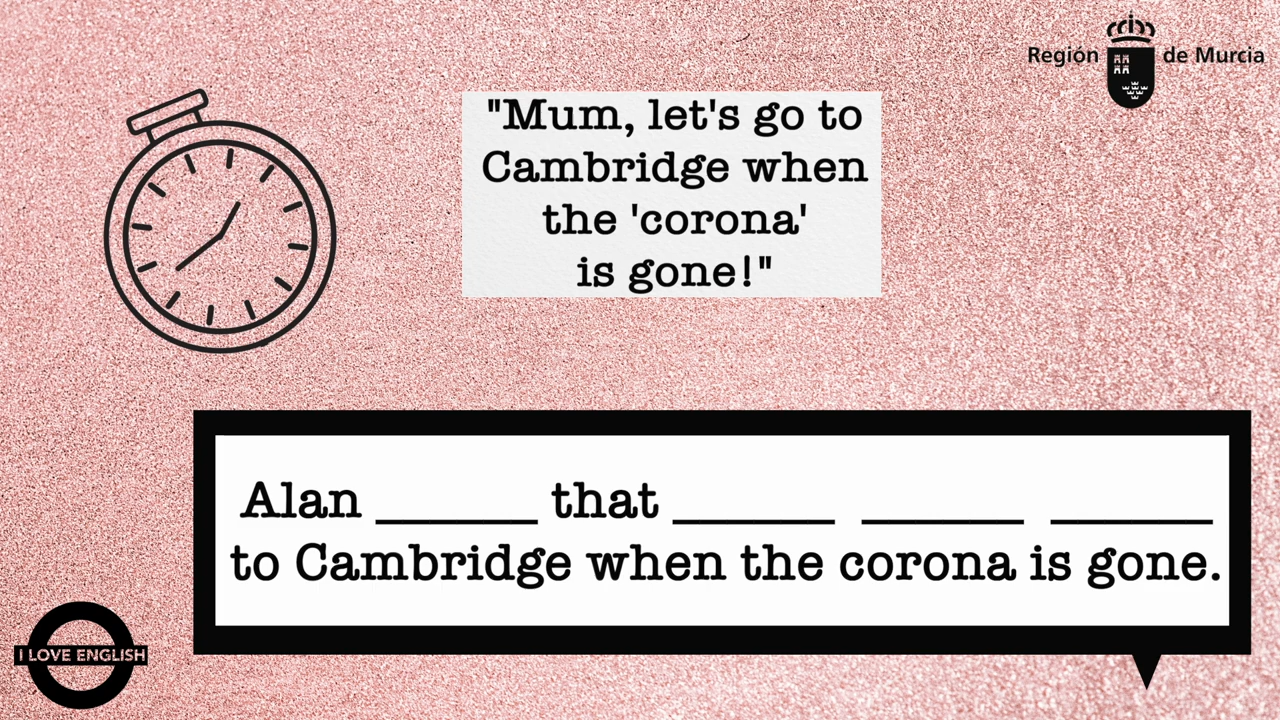 Región de Murcia
"Mum, let's go to
Cambridge when
the 'corona'
is gone!"
Alan ______ that ______ ______ ______
to Cambridge when the corona is gone.
I LOVE ENGLISH